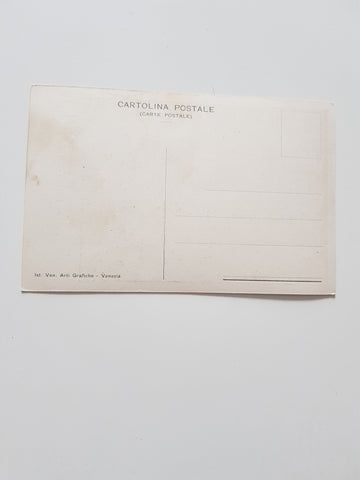 CARTOLINA POSTALE
(CARTE POSTALE)
Ist. Ven. Arti Grafiche - Venezia